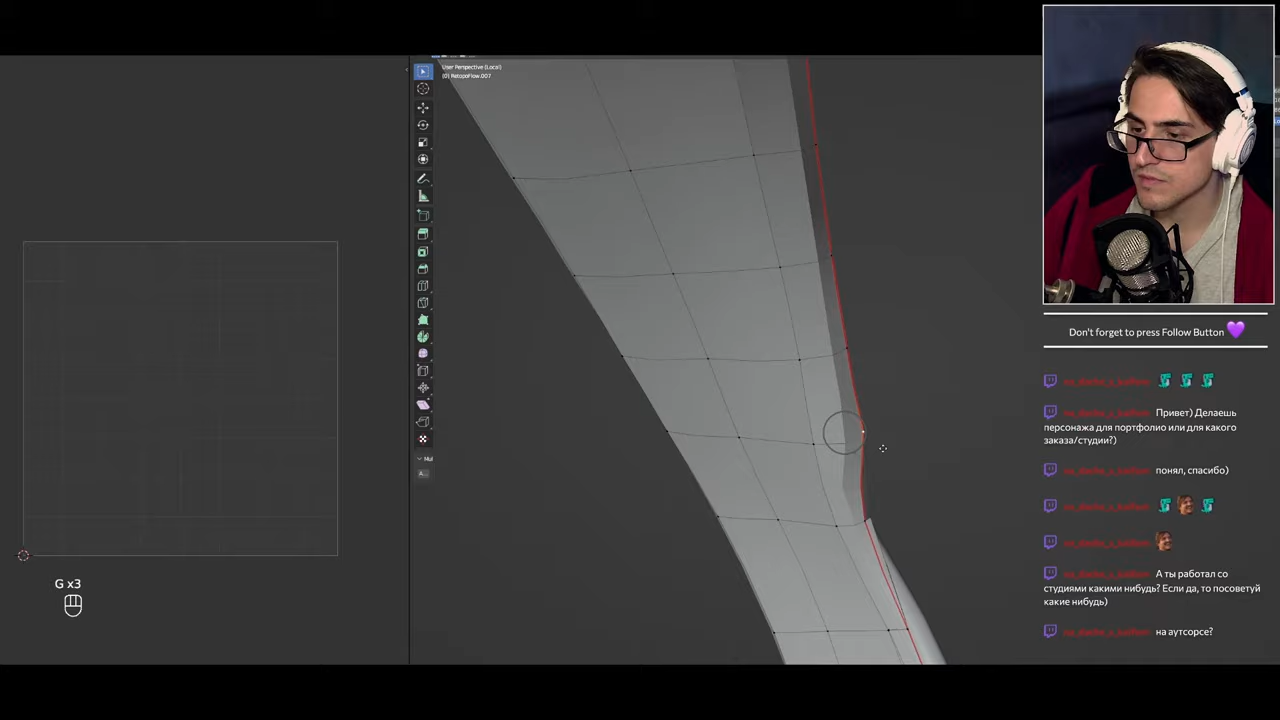 User Perspective (Local)
(0) RetopoFlow.007
Mul
A...
G x3
Don't forget to press Follow Button 💜
Привет) Делаешь
персонажа для портфолио или для какого
заказа/студии?)
понял, спасибо)
А ты работал со
студиями какими нибудь? Если да, то посоветуй
какие нибудь)
на аутсорсе?